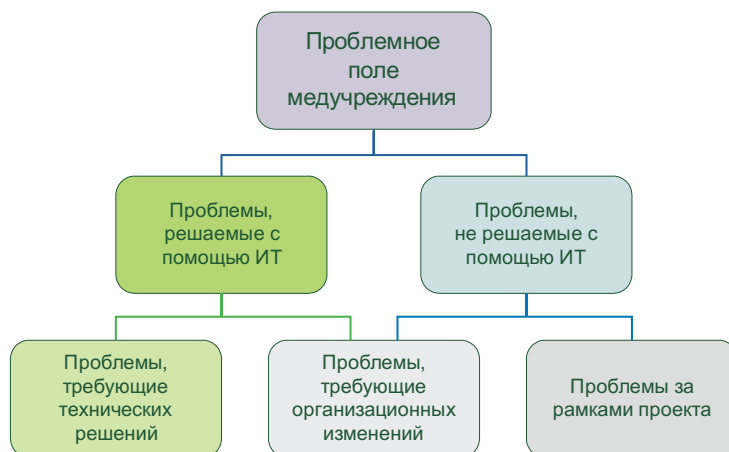 Проблемное
поле
медучреждения
Проблемы,
решаемые с
помощью ИТ
Проблемы,
не решаемые с
помощью ИТ
Проблемы,
требующие
технических
решений
Проблемы,
требующие
организационных
изменений
Проблемы за
рамками проекта